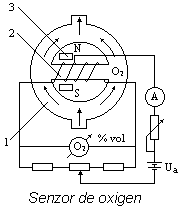 3
2
N
O₂
S
A
1
O₂
% vol
Uₐ
Senzor de oxigen